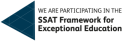 WE ARE PARTICIPATING IN THE
SSAT Framework for
Exceptional Education